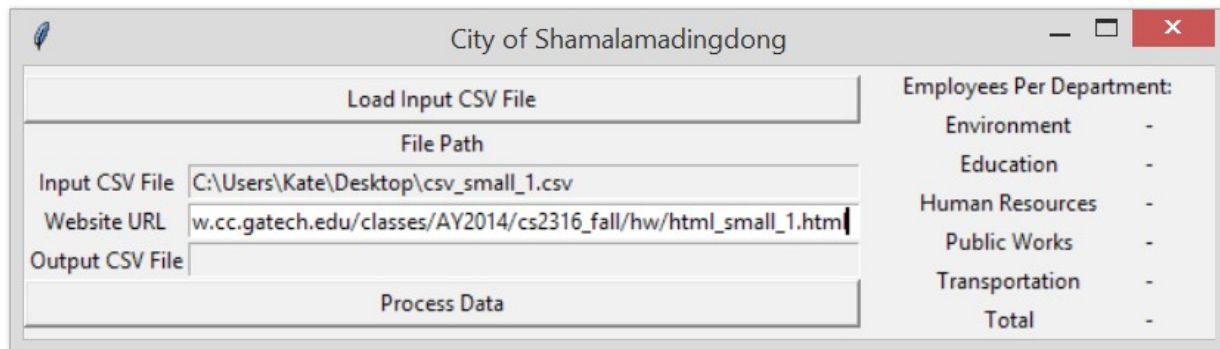 City of Shamalamadingdong
Load Input CSV File
File Path
Input CSV File C:\Users\Kate\Desktop\csv_small_1.csv
Website URL w.cc.gatech.edu/classes/AY2014/cs2316_fall/hw/html_small_1.html
Output CSV File
Process Data
Employees Per Department:
Environment -
Education -
Human Resources -
Public Works -
Transportation -
Total -